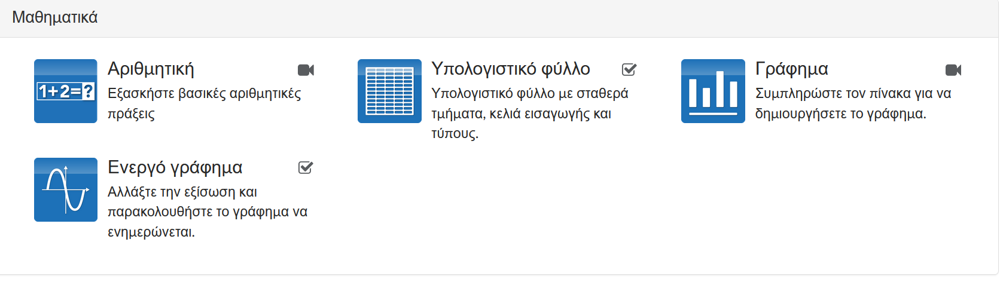 Μαθηματικά
Αριθμητική
Εξασκήστε βασικές αριθμητικές
πράξεις
1+2=?
Υπολογιστικό φύλλο
Υπολογιστικό φύλλο με σταθερά
τμήματα, κελιά εισαγωγής και
τύπους.
Γράφημα
Συμπληρώστε τον πίνακα για να
δημιουργήσετε το γράφημα.
Ενεργό γράφημα
Αλλάξτε την εξίσωση και
παρακολουθήστε το γράφημα να
ενημερώνεται.